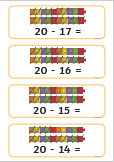 20 - 17 =
20 - 16 =
20 - 15 =
20 - 14 =